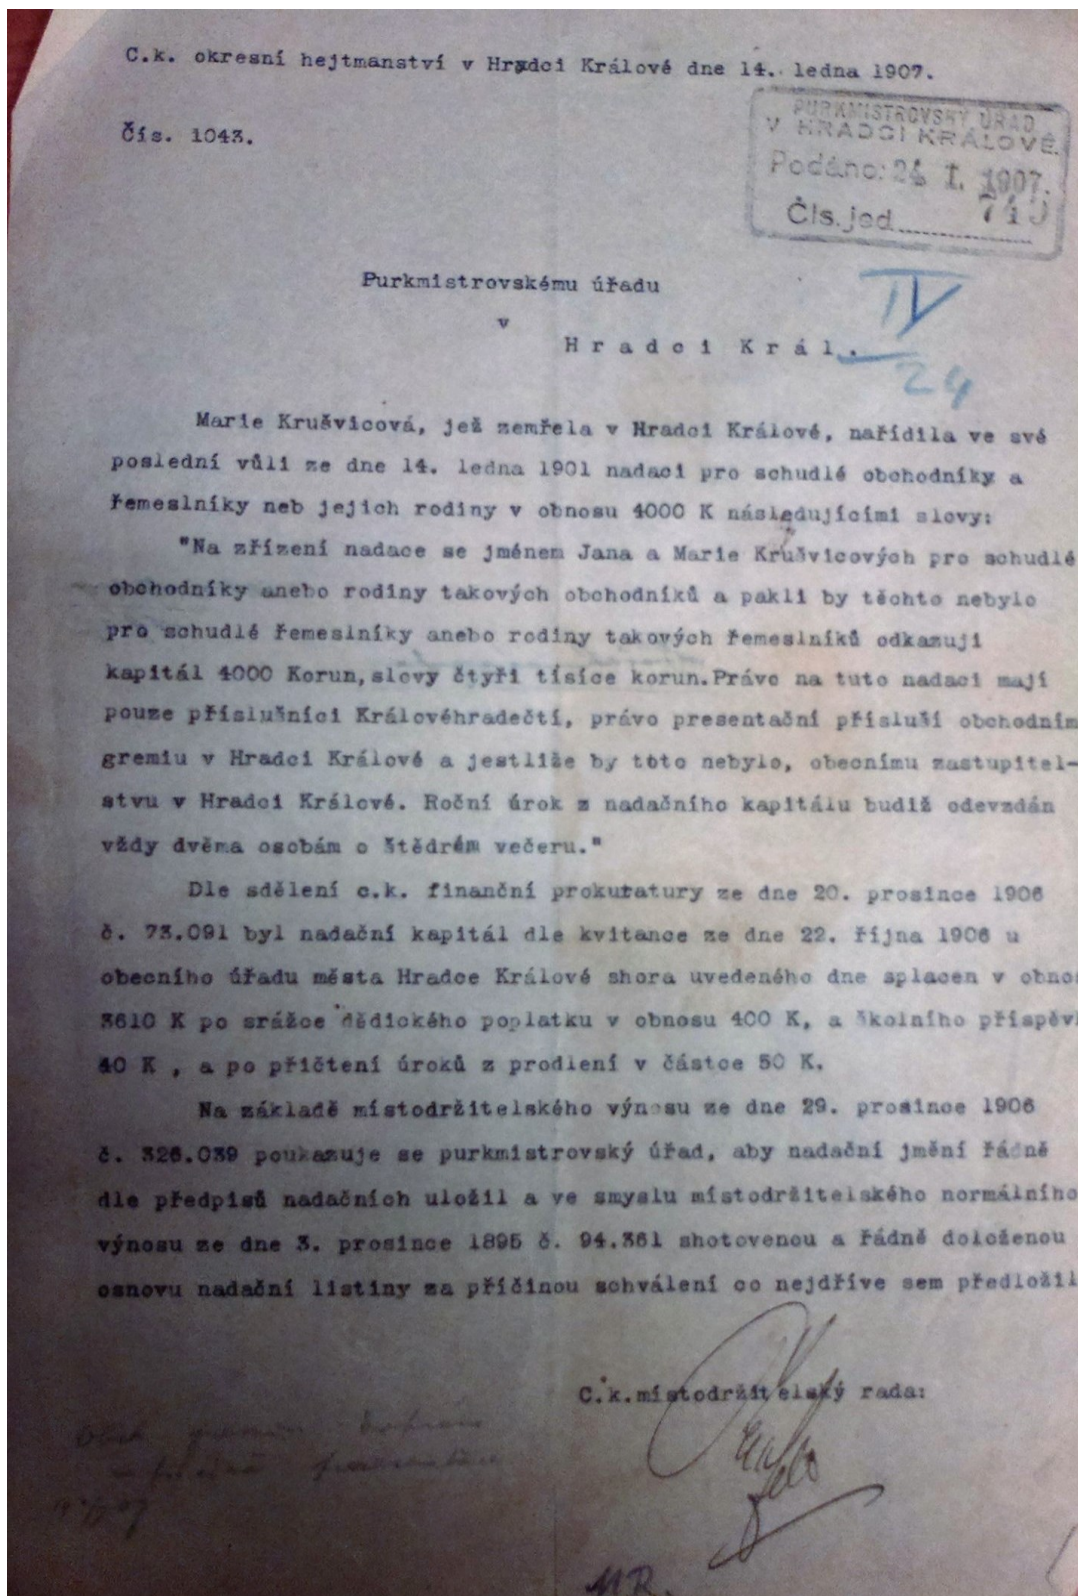 C.k. okresní hejtmanství v Hradci Králové dne 14. ledna 1907.
Čís. 1043.
PURKMISTROVSKÝ ÚŘAD
V HRADCI KRÁLOVÉ.
Podáno: 24 I. 1907.
Čís. jed.
Purkmistrovskému úřadu
v
Hradci Král.
IV
24
Marie Krušvicová, jež zemřela v Hradci Králové, nařídila ve své
poslední vůli ze dne 14. ledna 1901 nadaci pro schudlé obchodníky a
řemeslníky neb jejich rodiny v obnosu 4000 K následujícími slovy:
"Na zřízení nadace se jménem Jana a Marie Krušvicových pro schudlé
obchodníky anebo rodiny takových obchodníků a pakli by těchto nebylo
pro schudlé řemeslníky anebo rodiny takových řemeslníků odkazuji
kapitál 4000 Korun, slovy čtyři tisíce korun. Právo na tuto nadaci mají
pouze příslušníci Královéhradečtí, právo presentační přísluší obchodním
gremiu v Hradci Králové a jestliže by toto nebylo, obecnímu zastupitel-
stvu v Hradci Králové. Roční úrok z nadačního kapitálu budiž odevzdán
vždy dvěma osobám o štědrém večeru."
Dle sdělení c.k. finanční prokuratury ze dne 20. prosince 1906
č. 73.091 byl nadační kapitál dle kvitance ze dne 22. října 1906 u
obecního úřadu města Hradce Králové shora uvedeného dne splacen v obnos
3610 K po srážce dědického poplatku v obnosu 400 K, a školního příspěv
40 K , a po přičtení úroků z prodlení v částce 50 K.
Na základě místodržitelského výnosu ze dne 29. prosince 1906
č. 326.039 poukazuje se purkmistrovský úřad, aby nadační jmění řádně
dle předpisů nadačních uložil a ve smyslu místodržitelského normálního
výnosu ze dne 3. prosince 1895 č. 94.361 shotovenou a řádně doloženou
osnovu nadační listiny za příčinou schválení co nejdříve sem předložil
C.k. místodržitelský rada:
MR.